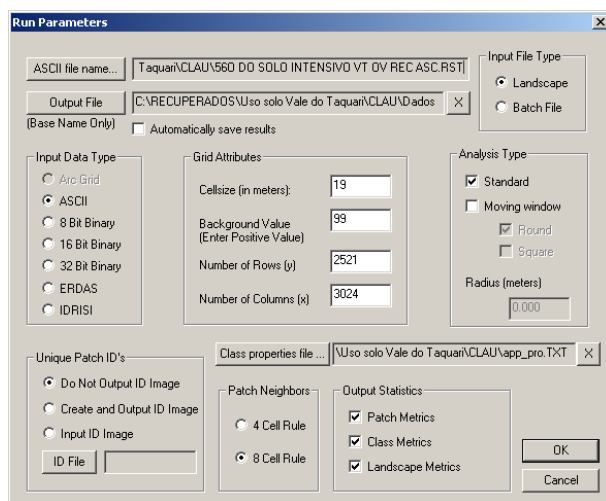 Run Parameters
ASCII file name... Taquari\CLAU\560 DO SOLO INTENSIVO VT OV REC ASC.RST
Output File C:\RECUPERADOS\Uso solo Vale do Taquari\CLAU\Dados X
(Base Name Only) Automatically save results
Input File Type
Landscape
Batch File
Input Data Type
Arc Grid
ASCII
8 Bit Binary
16 Bit Binary
32 Bit Binary
ERDAS
IDRISI
Grid Attributes
Cellsize (in meters): 19
Background Value 99
(Enter Positive Value)
Number of Rows (y) 2521
Number of Columns (x) 3024
Analysis Type
Standard
Moving window
Round
Square
Radius (meters)
0.000
Unique Patch ID's
Do Not Output ID Image
Create and Output ID Image
Input ID Image
ID File
Class properties file ... \Uso solo Vale do Taquari\CLAU\app_pro.TXT X
Patch Neighbors
4 Cell Rule
8 Cell Rule
Output Statistics
Patch Metrics
Class Metrics
Landscape Metrics
OK
Cancel